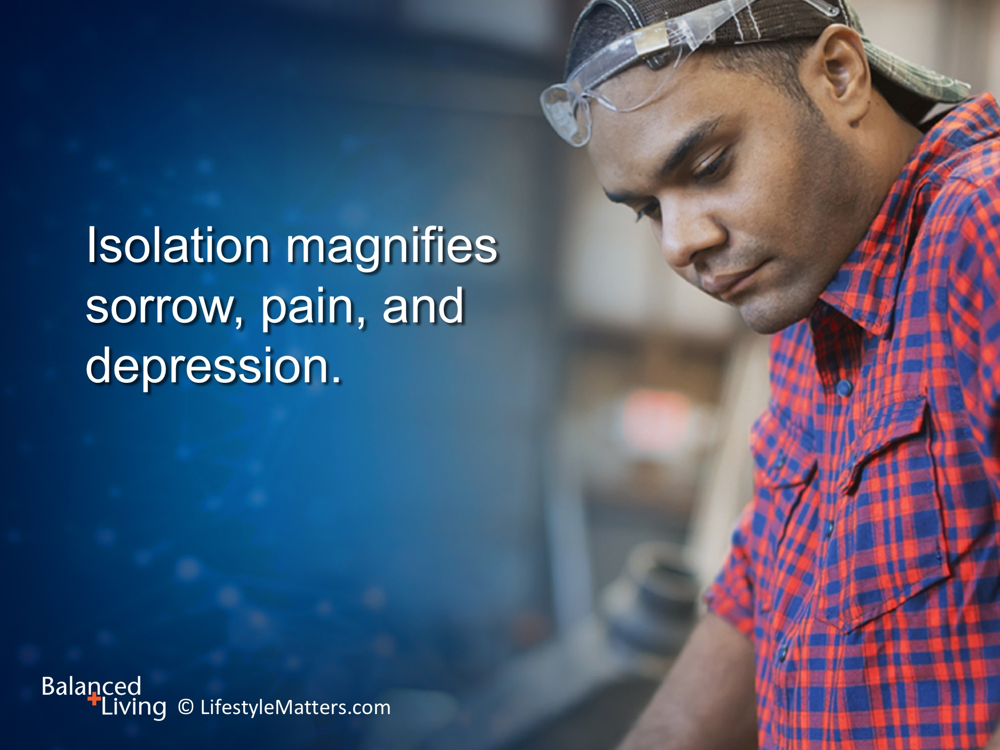 Isolation magnifies
sorrow, pain, and
depression.
Balanced
+Living © LifestyleMatters.com